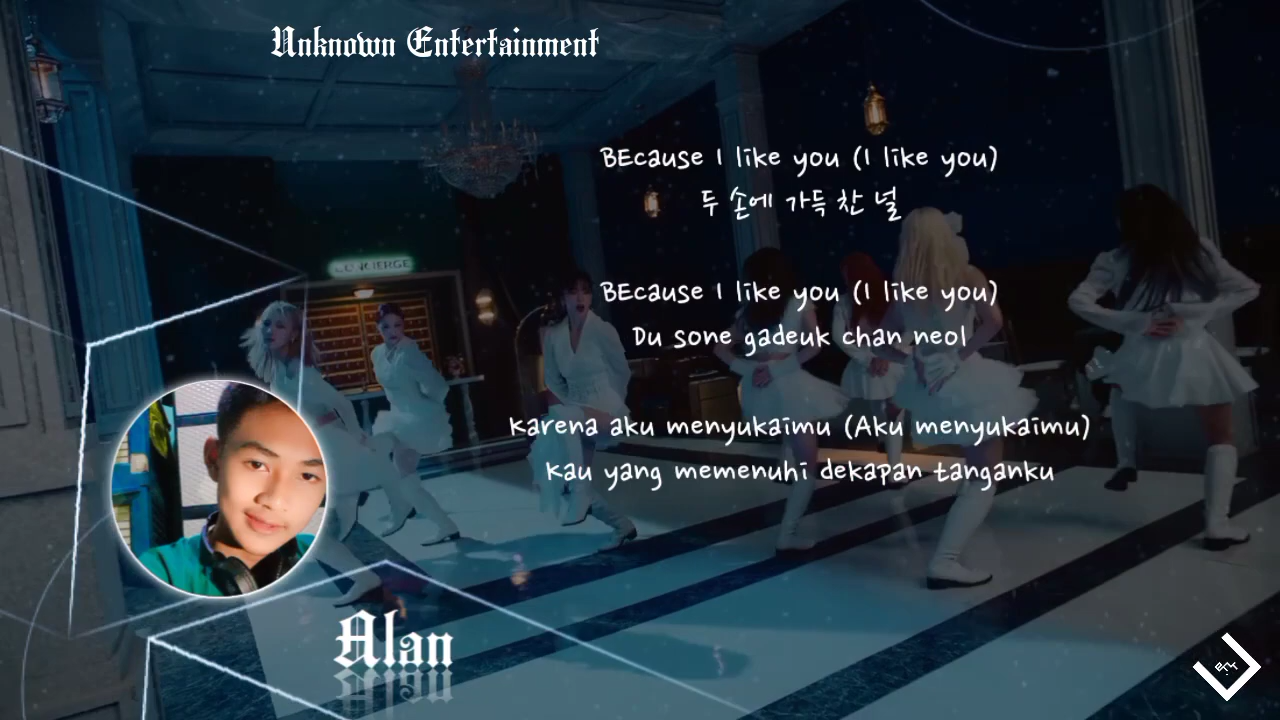 Unknown Entertainment
BEcause I like you (I like you)
두 손에 가득 찬 널
CONCIERGE
BEcause I like you (I like you)
Du sone gadeuk chan neol
Karena aku menyukaimu (Aku menyukaimu)
Kau yang memenuhi dekapan tanganku
Alan